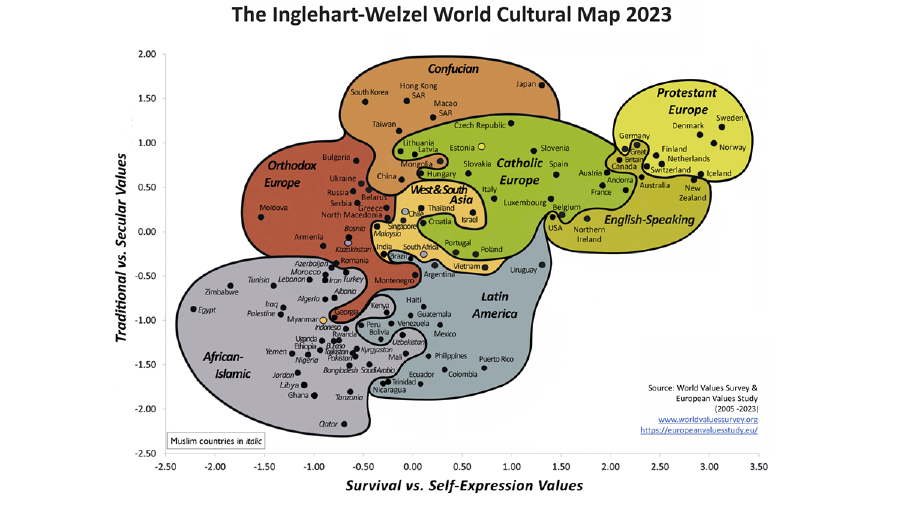 The Inglehart-Welzel World Cultural Map 2023
Traditional vs. Secular Values
2.00
1.50
1.00
0.50
0.00
-0.50
-1.00
-1.50
-2.00
-2.50
Confucian
South Korea
Hong Kong
SAR
Macao
SAR
Japan
Taiwan
Czech Republic
Protestant
Europe
Sweden
Denmark
Norway
Germany
Great
Britain
Finland
Netherlands
Switzerland
Iceland
Canada
Australia
New
Zealand
English-Speaking
USA
Northern
Ireland
Lithuania
Latvia
Estonia
Slovenia
Mongolia
Hungary
Slovakia
Catholic
Europe
Spain
Austria
Andorra
France
Italy
Luxembourg
Belgium
China
Orthodox
Europe
Bulgaria
Ukraine
Russia
Belarus
Serbia
Greece
North Macedonia
Moldova
Bosnia
Armenia
Kazakhstan
Romania
Montenegro
Georgia
West & South
Asia
Thailand
Chile
Israel
Singapore
Croatia
Malaysia
India
Brazil
South Africa
Portugal
Poland
Vietnam
Argentina
Uruguay
Azerbaijan
Morocco
Lebanon
Iran
Turkey
Tunisia
Zimbabwe
Albania
Algeria
Egypt
Iraq
Palestine
Myanmar
Indonesia
Kenya
Haiti
Latin
America
Guatemala
Peru
Venezuela
Bolivia
Mexico
Rwanda
Uganda
Ethiopia
B.Faso
Tajikistan
Kyrgyzstan
Uzbekistan
Yemen
Nigeria
Pakistan
Mali
Philippines
African-
Islamic
Bangladesh
Saudi Arabia
Puerto Rico
Jordan
Ecuador
Colombia
Libya
Trinidad
Nicaragua
Ghana
Tanzania
Qatar
Source: World Values Survey &
European Values Study
(2005 -2023)
www.worldvaluessurvey.org
https://europeanvaluesstudy.eu/
Muslim countries in italic
-2.50 -2.00 -1.50 -1.00 -0.50 0.00 0.50 1.00 1.50 2.00 2.50 3.00 3.50
Survival vs. Self-Expression Values